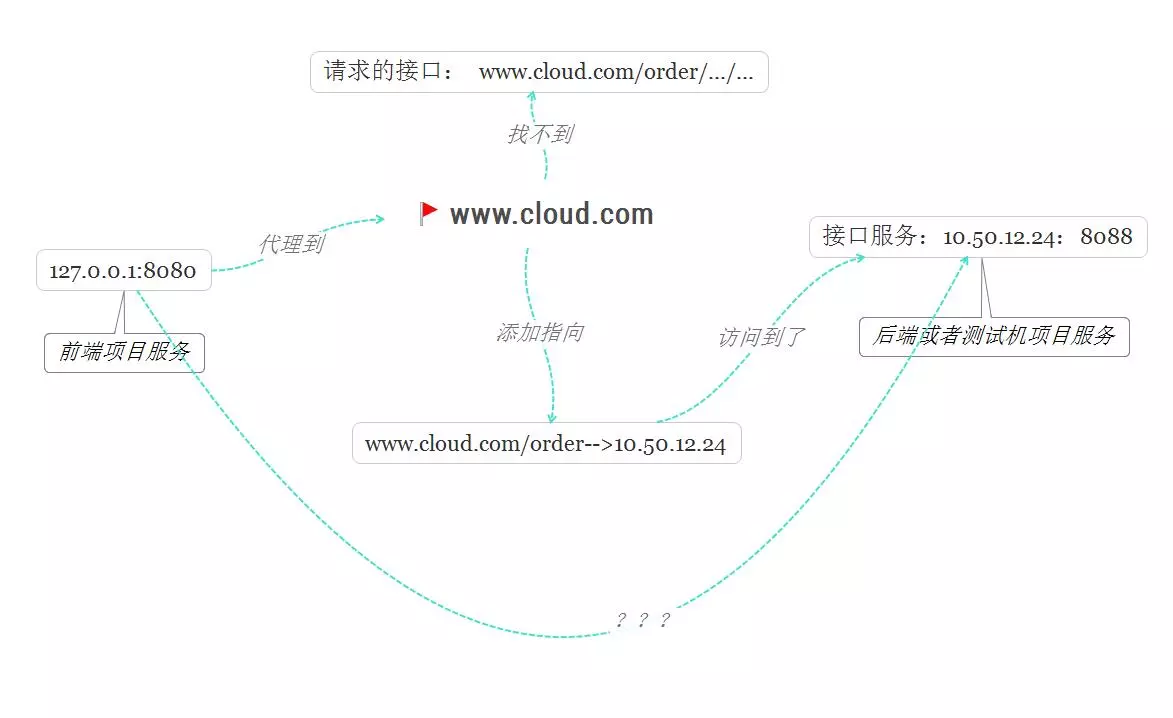 请求的接口： www.cloud.com/order/.../...
找不到
www.cloud.com
代理到
127.0.0.1:8080
接口服务：10.50.12.24：8088
前端项目服务
添加指向
访问到了
后端或者测试机项目服务
www.cloud.com/order-->10.50.12.24
？？？